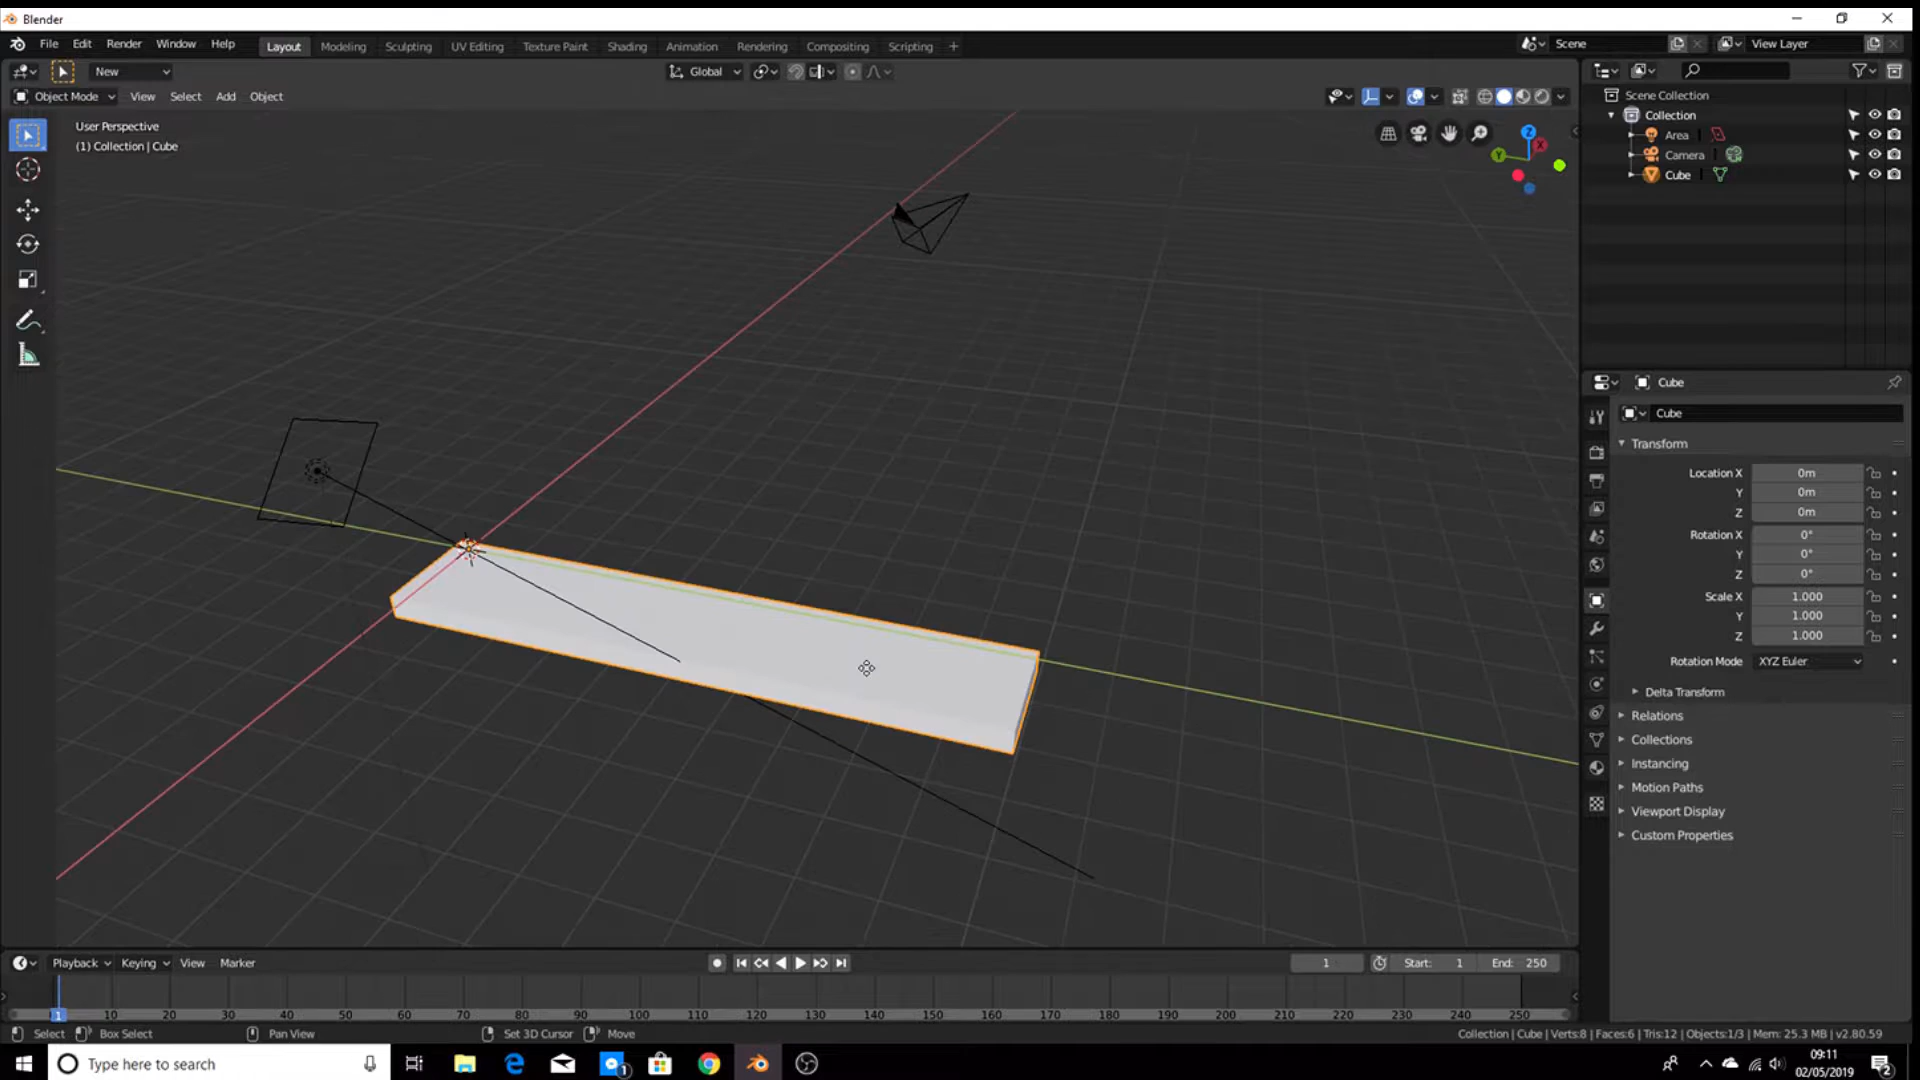 Blender
File Edit Render Window Help Layout Modeling Sculpting UV Editing Texture Paint Shading Animation Rendering Compositing Scripting + Scene View Layer
New Global
Object Mode View Select Add Object
User Perspective
(1) Collection | Cube
Z
X
Y
Scene Collection
Collection
Area
Camera
Cube
Cube
Cube
Transform
Location X 0m
Y 0m
Z 0m
Rotation X 0°
Y 0°
Z 0°
Scale X 1.000
Y 1.000
Z 1.000
Rotation Mode XYZ Euler
Delta Transform
Relations
Collections
Instancing
Motion Paths
Viewport Display
Custom Properties
Playback Keying View Marker 1 Start: 1 End: 250
1 10 20 30 40 50 60 70 80 90 100 110 120 130 140 150 160 170 180 190 200 210 220 230 240 250
Select Box Select Pan View Set 3D Cursor Move Collection | Cube | Verts:8 | Faces:6 | Tris:12 | Objects:1/3 | Mem: 25.3 MB | v2.80.59
Type here to search 1 09:11
02/05/2019 2